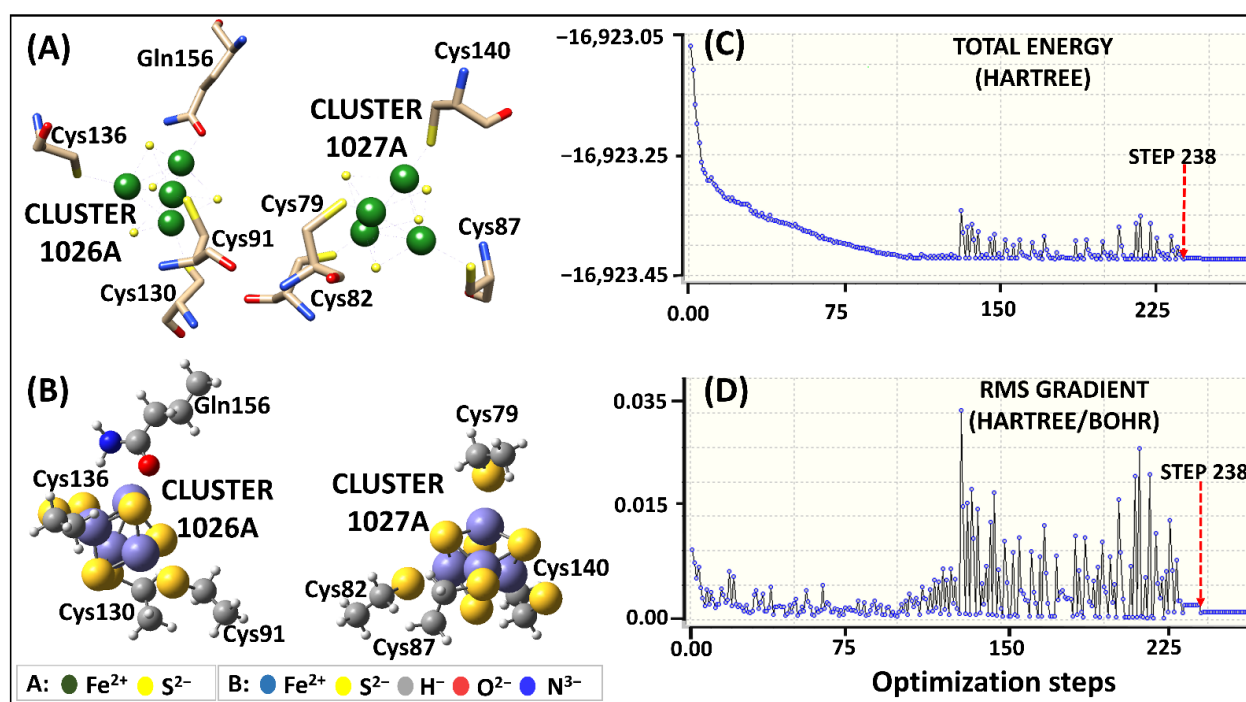 (A)
Gln156
Cys140
CLUSTER
1027A
Cys136
CLUSTER
1026A
Cys79
Cys91
Cys87
Cys130
Cys82
(B)
Gln156
Cys79
Cys136
CLUSTER
1026A
CLUSTER
1027A
Cys82
Cys140
Cys130
Cys91
Cys87
A: Fe²⁺ S²⁻
B: Fe²⁺ S²⁻ H⁻ O²⁻ N³⁻
(C)
TOTAL ENERGY
(HARTREE)
−16,923.05
−16,923.25
−16,923.45
STEP 238
0.00 75 150 225
(D)
RMS GRADIENT
(HARTREE/BOHR)
0.035
0.015
0.00
STEP 238
0.00 75 150 225
Optimization steps